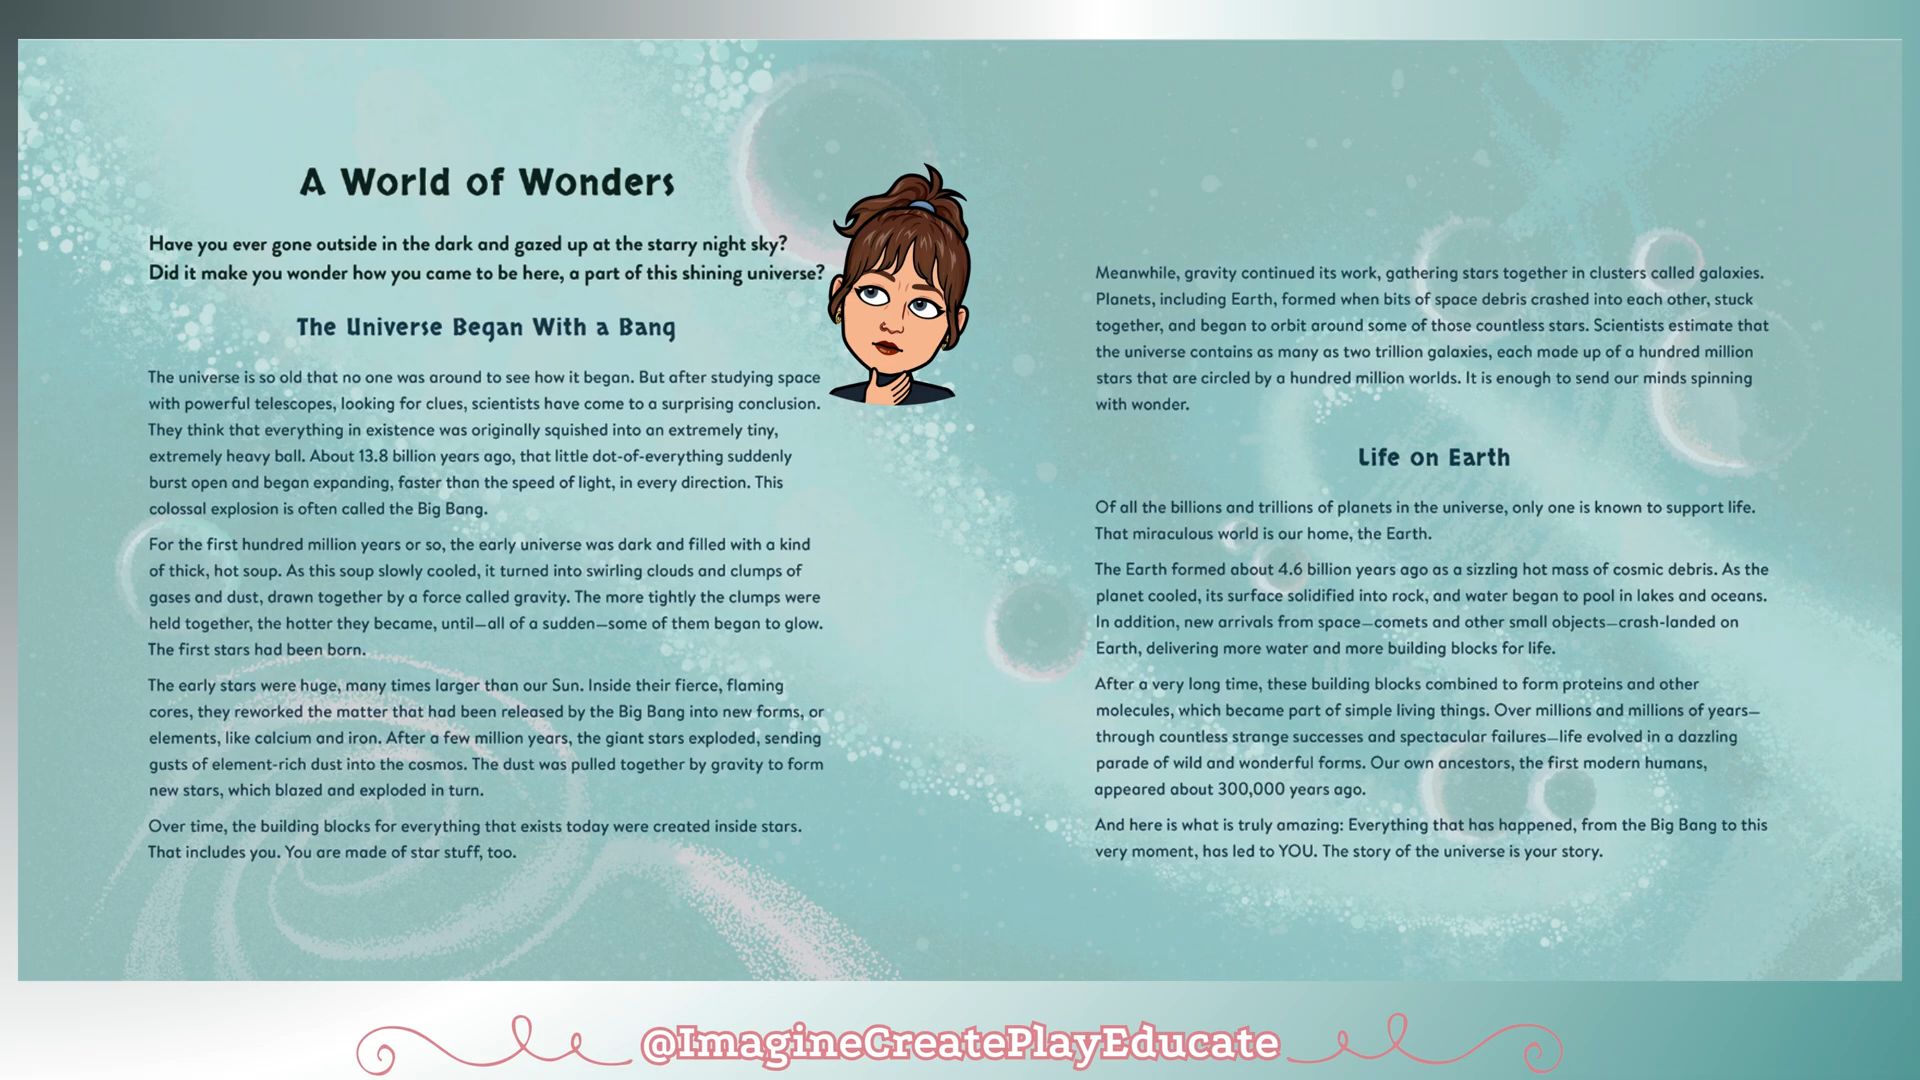 A World of Wonders
Have you ever gone outside in the dark and gazed up at the starry night sky?
Did it make you wonder how you came to be here, a part of this shining universe?
The Universe Began With a Bang
The universe is so old that no one was around to see how it began. But after studying space
with powerful telescopes, looking for clues, scientists have come to a surprising conclusion.
They think that everything in existence was originally squished into an extremely tiny,
extremely heavy ball. About 13.8 billion years ago, that little dot-of-everything suddenly
burst open and began expanding, faster than the speed of light, in every direction. This
colossal explosion is often called the Big Bang.
For the first hundred million years or so, the early universe was dark and filled with a kind
of thick, hot soup. As this soup slowly cooled, it turned into swirling clouds and clumps of
gases and dust, drawn together by a force called gravity. The more tightly the clumps were
held together, the hotter they became, until—all of a sudden—some of them began to glow.
The first stars had been born.
The early stars were huge, many times larger than our Sun. Inside their fierce, flaming
cores, they reworked the matter that had been released by the Big Bang into new forms, or
elements, like calcium and iron. After a few million years, the giant stars exploded, sending
gusts of element-rich dust into the cosmos. The dust was pulled together by gravity to form
new stars, which blazed and exploded in turn.
Over time, the building blocks for everything that exists today were created inside stars.
That includes you. You are made of star stuff, too.
Meanwhile, gravity continued its work, gathering stars together in clusters called galaxies.
Planets, including Earth, formed when bits of space debris crashed into each other, stuck
together, and began to orbit around some of those countless stars. Scientists estimate that
the universe contains as many as two trillion galaxies, each made up of a hundred million
stars that are circled by a hundred million worlds. It is enough to send our minds spinning
with wonder.
Life on Earth
Of all the billions and trillions of planets in the universe, only one is known to support life.
That miraculous world is our home, the Earth.
The Earth formed about 4.6 billion years ago as a sizzling hot mass of cosmic debris. As the
planet cooled, its surface solidified into rock, and water began to pool in lakes and oceans.
In addition, new arrivals from space—comets and other small objects—crash-landed on
Earth, delivering more water and more building blocks for life.
After a very long time, these building blocks combined to form proteins and other
molecules, which became part of simple living things. Over millions and millions of years—
through countless strange successes and spectacular failures—life evolved in a dazzling
parade of wild and wonderful forms. Our own ancestors, the first modern humans,
appeared about 300,000 years ago.
And here is what is truly amazing: Everything that has happened, from the Big Bang to this
very moment, has led to YOU. The story of the universe is your story.
@ImagineCreatePlayEducate